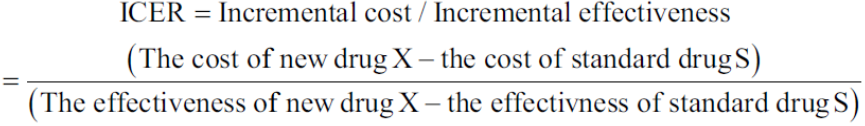 ICER = Incremental cost / Incremental effectiveness
(The cost of new drug X – the cost of standard drug S)
=
(The effectiveness of new drug X – the effectivness of standard drug S)